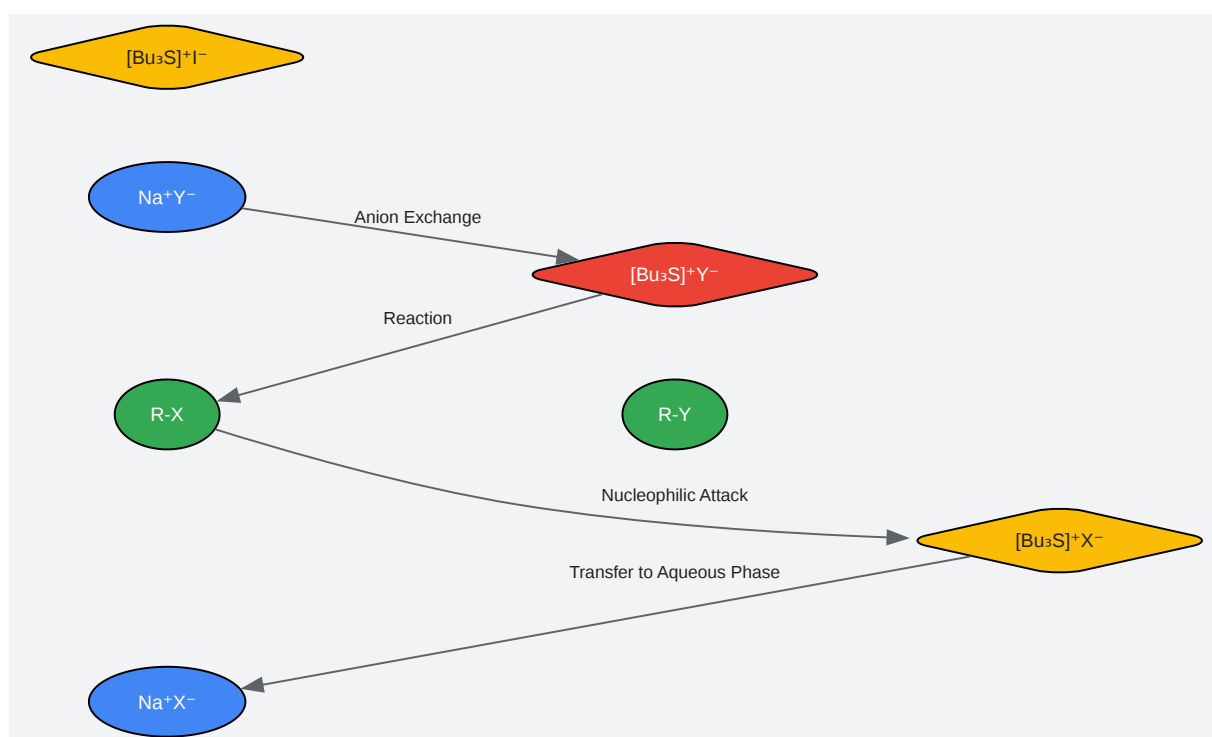 [Bu₃S]⁺I⁻
Na⁺Y⁻
Anion Exchange
[Bu₃S]⁺Y⁻
Reaction
R-X
R-Y
Nucleophilic Attack
[Bu₃S]⁺X⁻
Transfer to Aqueous Phase
Na⁺X⁻